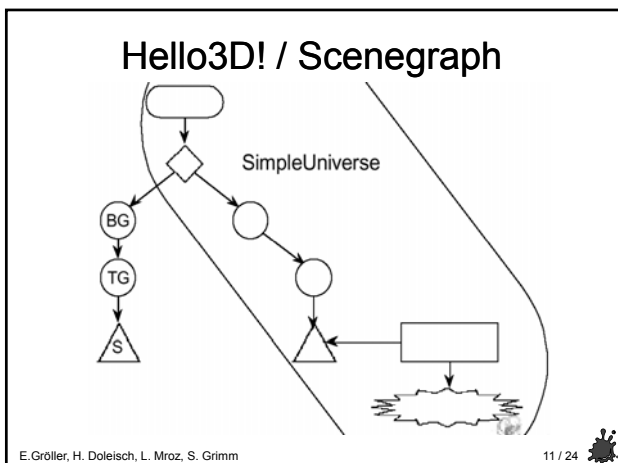 Hello3D! / Scenegraph
SimpleUniverse
BG
TG
S
E.Gröller, H. Doleisch, L. Mroz, S. Grimm
11 / 24